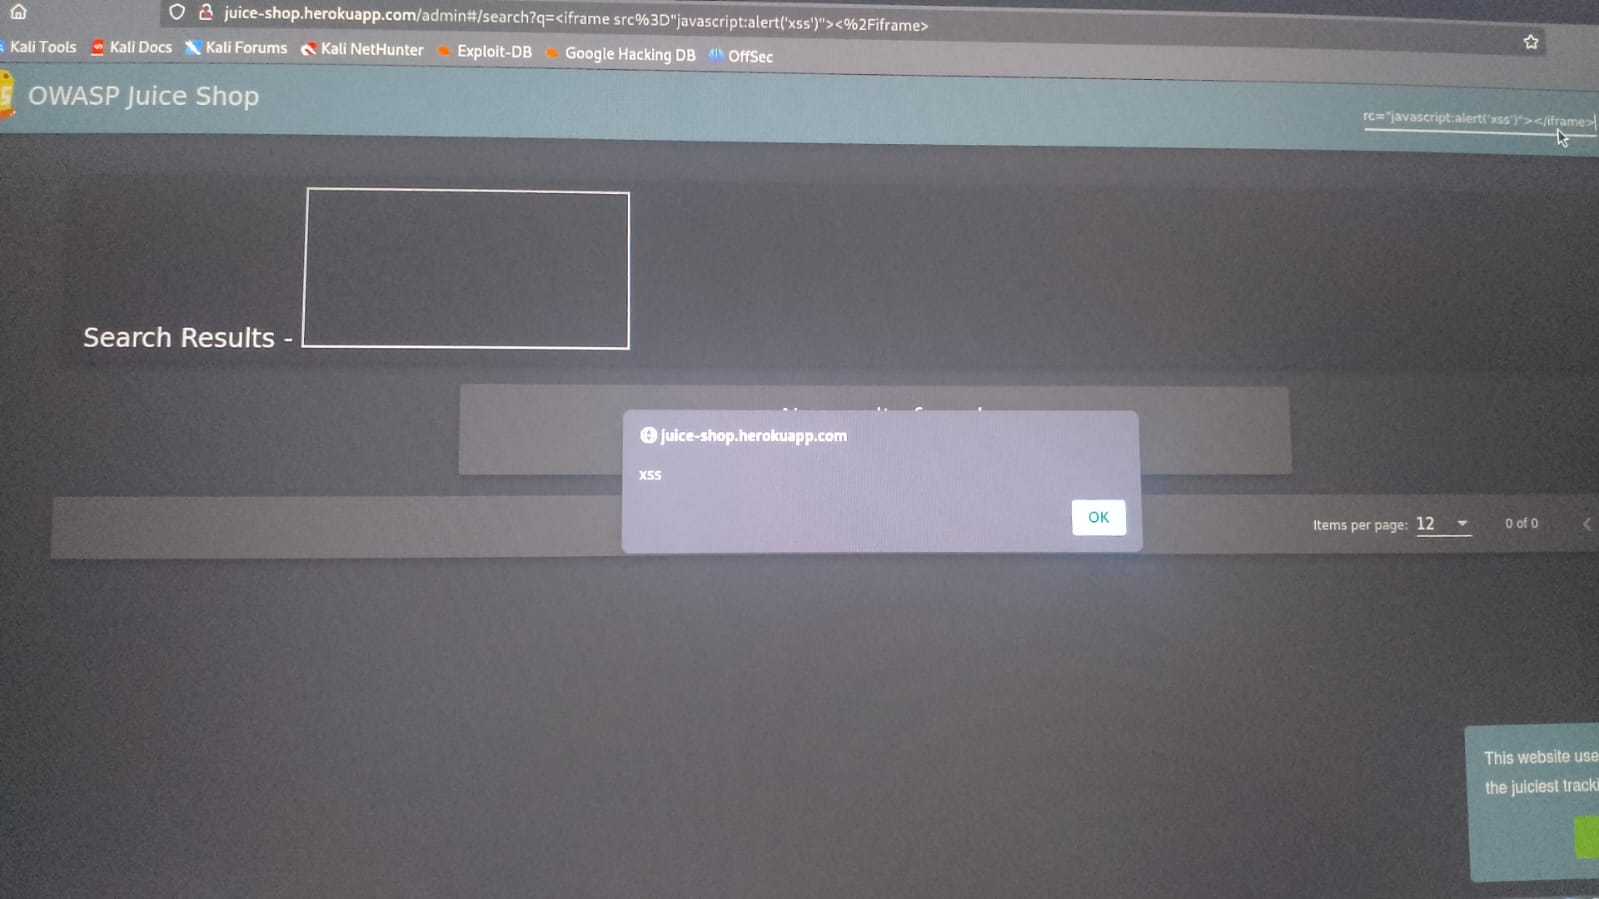 juice-shop.herokuapp.com/admin#/search?q=<iframe src%3D"javascript:alert('xss')"><%2Fiframe>
Kali Tools Kali Docs Kali Forums Kali NetHunter Exploit-DB Google Hacking DB OffSec
OWASP Juice Shop
rc="javascript:alert('xss')"></iframe>
Search Results -
juice-shop.herokuapp.com
xss
OK
Items per page: 12 0 of 0
This website use
the juiciest track